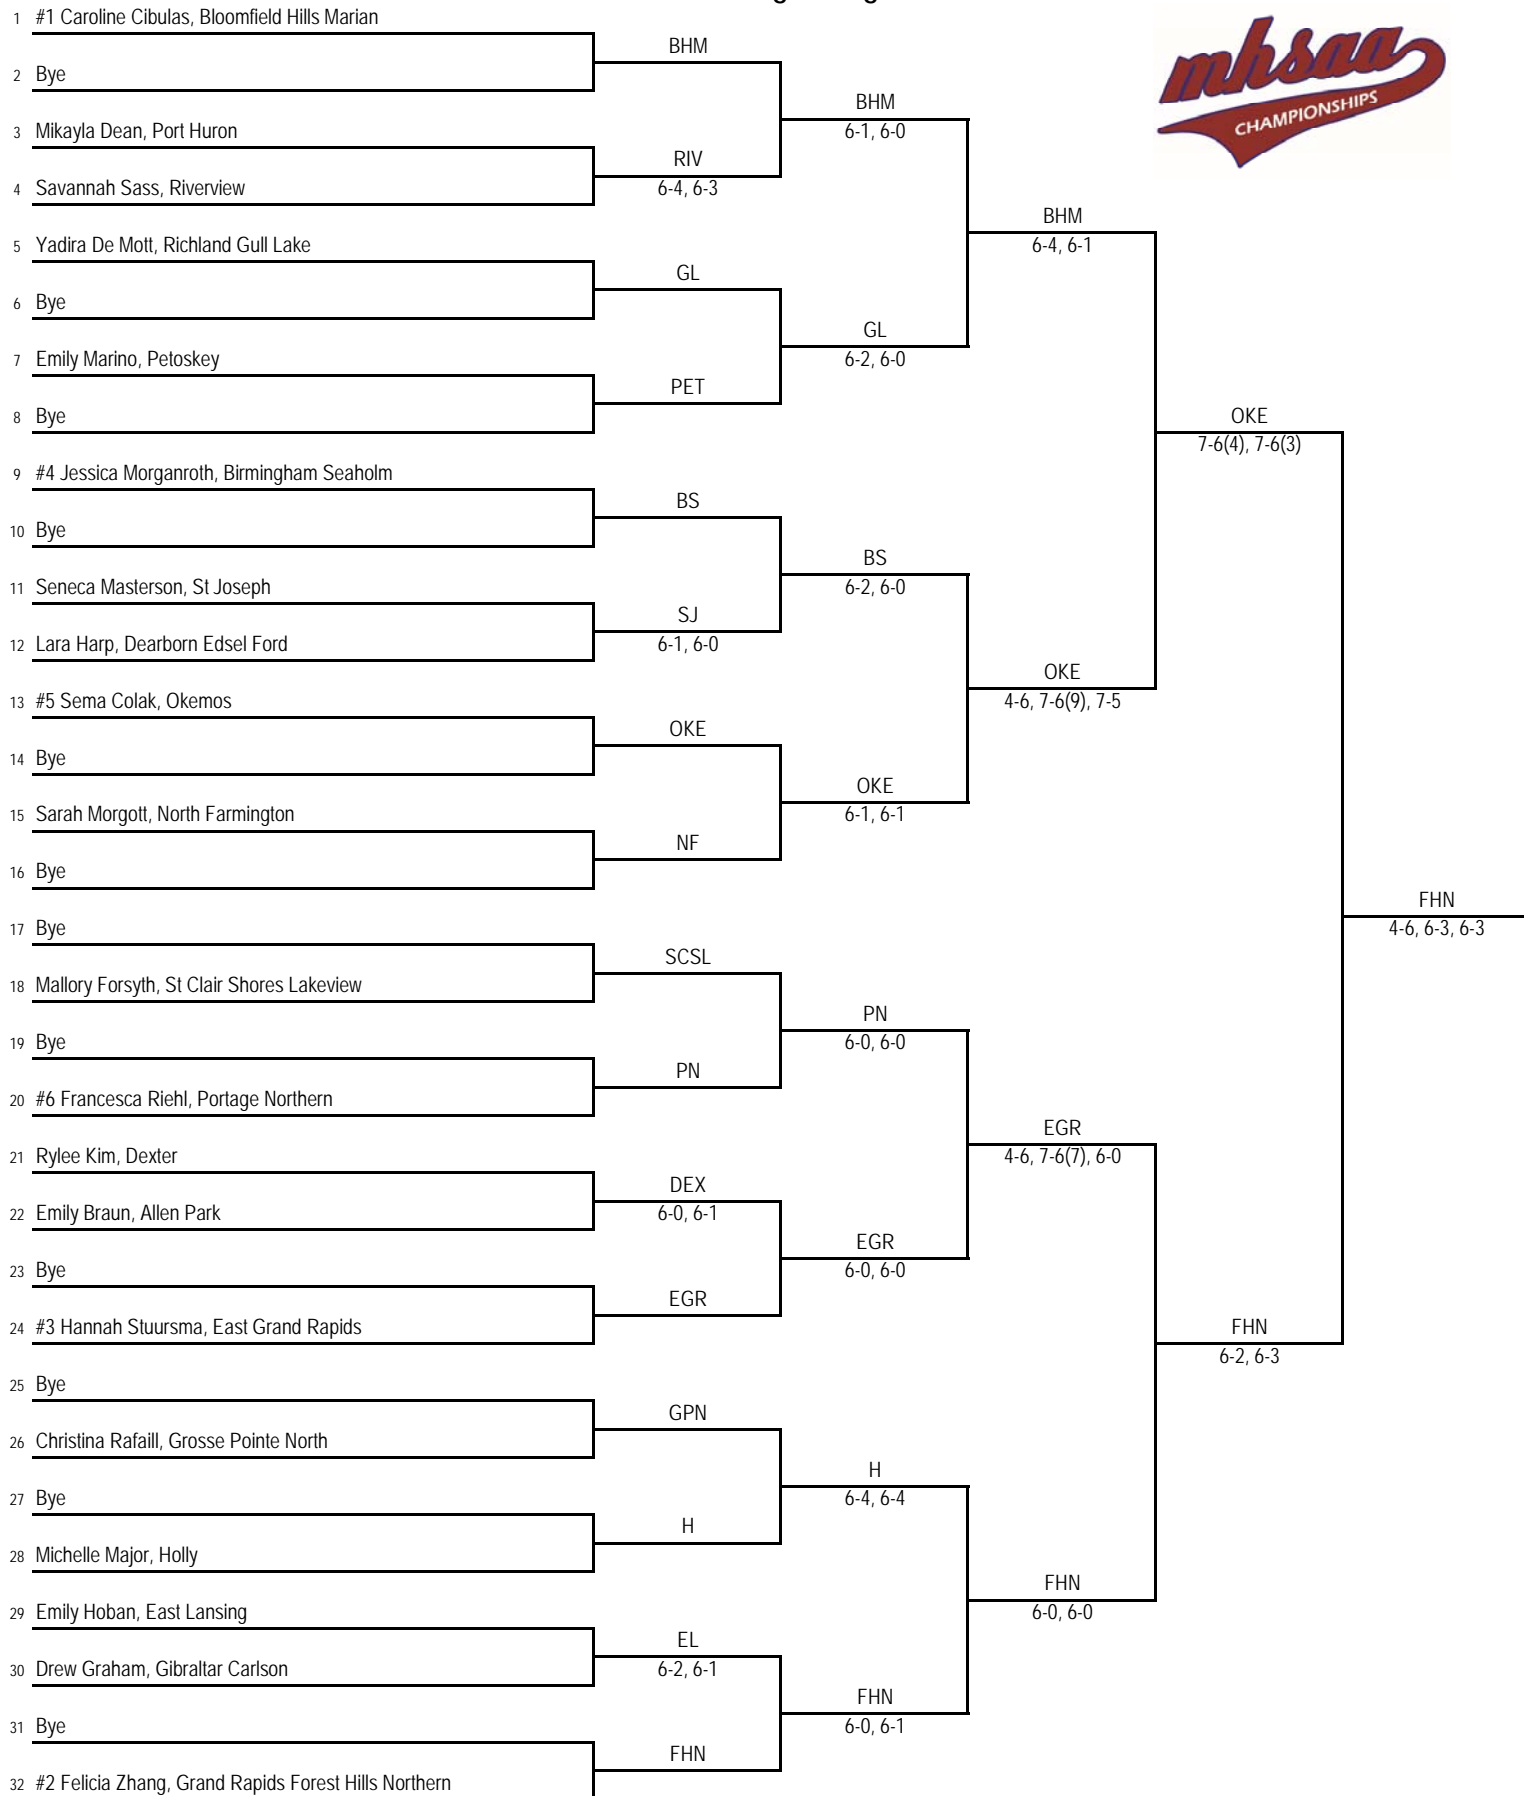 mhsaa
CHAMPIONSHIPS
1 #1 Caroline Cibulas, Bloomfield Hills Marian
BHM
2 Bye
BHM
6-1, 6-0
3 Mikayla Dean, Port Huron
RIV
6-4, 6-3
4 Savannah Sass, Riverview
BHM
6-4, 6-1
5 Yadira De Mott, Richland Gull Lake
GL
6 Bye
GL
6-2, 6-0
7 Emily Marino, Petoskey
PET
8 Bye
OKE
7-6(4), 7-6(3)
9 #4 Jessica Morganroth, Birmingham Seaholm
BS
10 Bye
BS
6-2, 6-0
11 Seneca Masterson, St Joseph
SJ
6-1, 6-0
12 Lara Harp, Dearborn Edsel Ford
OKE
4-6, 7-6(9), 7-5
13 #5 Sema Colak, Okemos
OKE
14 Bye
OKE
6-1, 6-1
15 Sarah Morgott, North Farmington
NF
16 Bye
FHN
4-6, 6-3, 6-3
17 Bye
SCSL
18 Mallory Forsyth, St Clair Shores Lakeview
PN
6-0, 6-0
19 Bye
PN
20 #6 Francesca Riehl, Portage Northern
EGR
4-6, 7-6(7), 6-0
21 Rylee Kim, Dexter
DEX
6-0, 6-1
22 Emily Braun, Allen Park
EGR
6-0, 6-0
23 Bye
EGR
24 #3 Hannah Stuursma, East Grand Rapids
FHN
6-2, 6-3
25 Bye
GPN
26 Christina Rafaill, Grosse Pointe North
H
6-4, 6-4
27 Bye
H
28 Michelle Major, Holly
FHN
6-0, 6-0
29 Emily Hoban, East Lansing
EL
6-2, 6-1
30 Drew Graham, Gibraltar Carlson
FHN
6-0, 6-1
31 Bye
FHN
32 #2 Felicia Zhang, Grand Rapids Forest Hills Northern